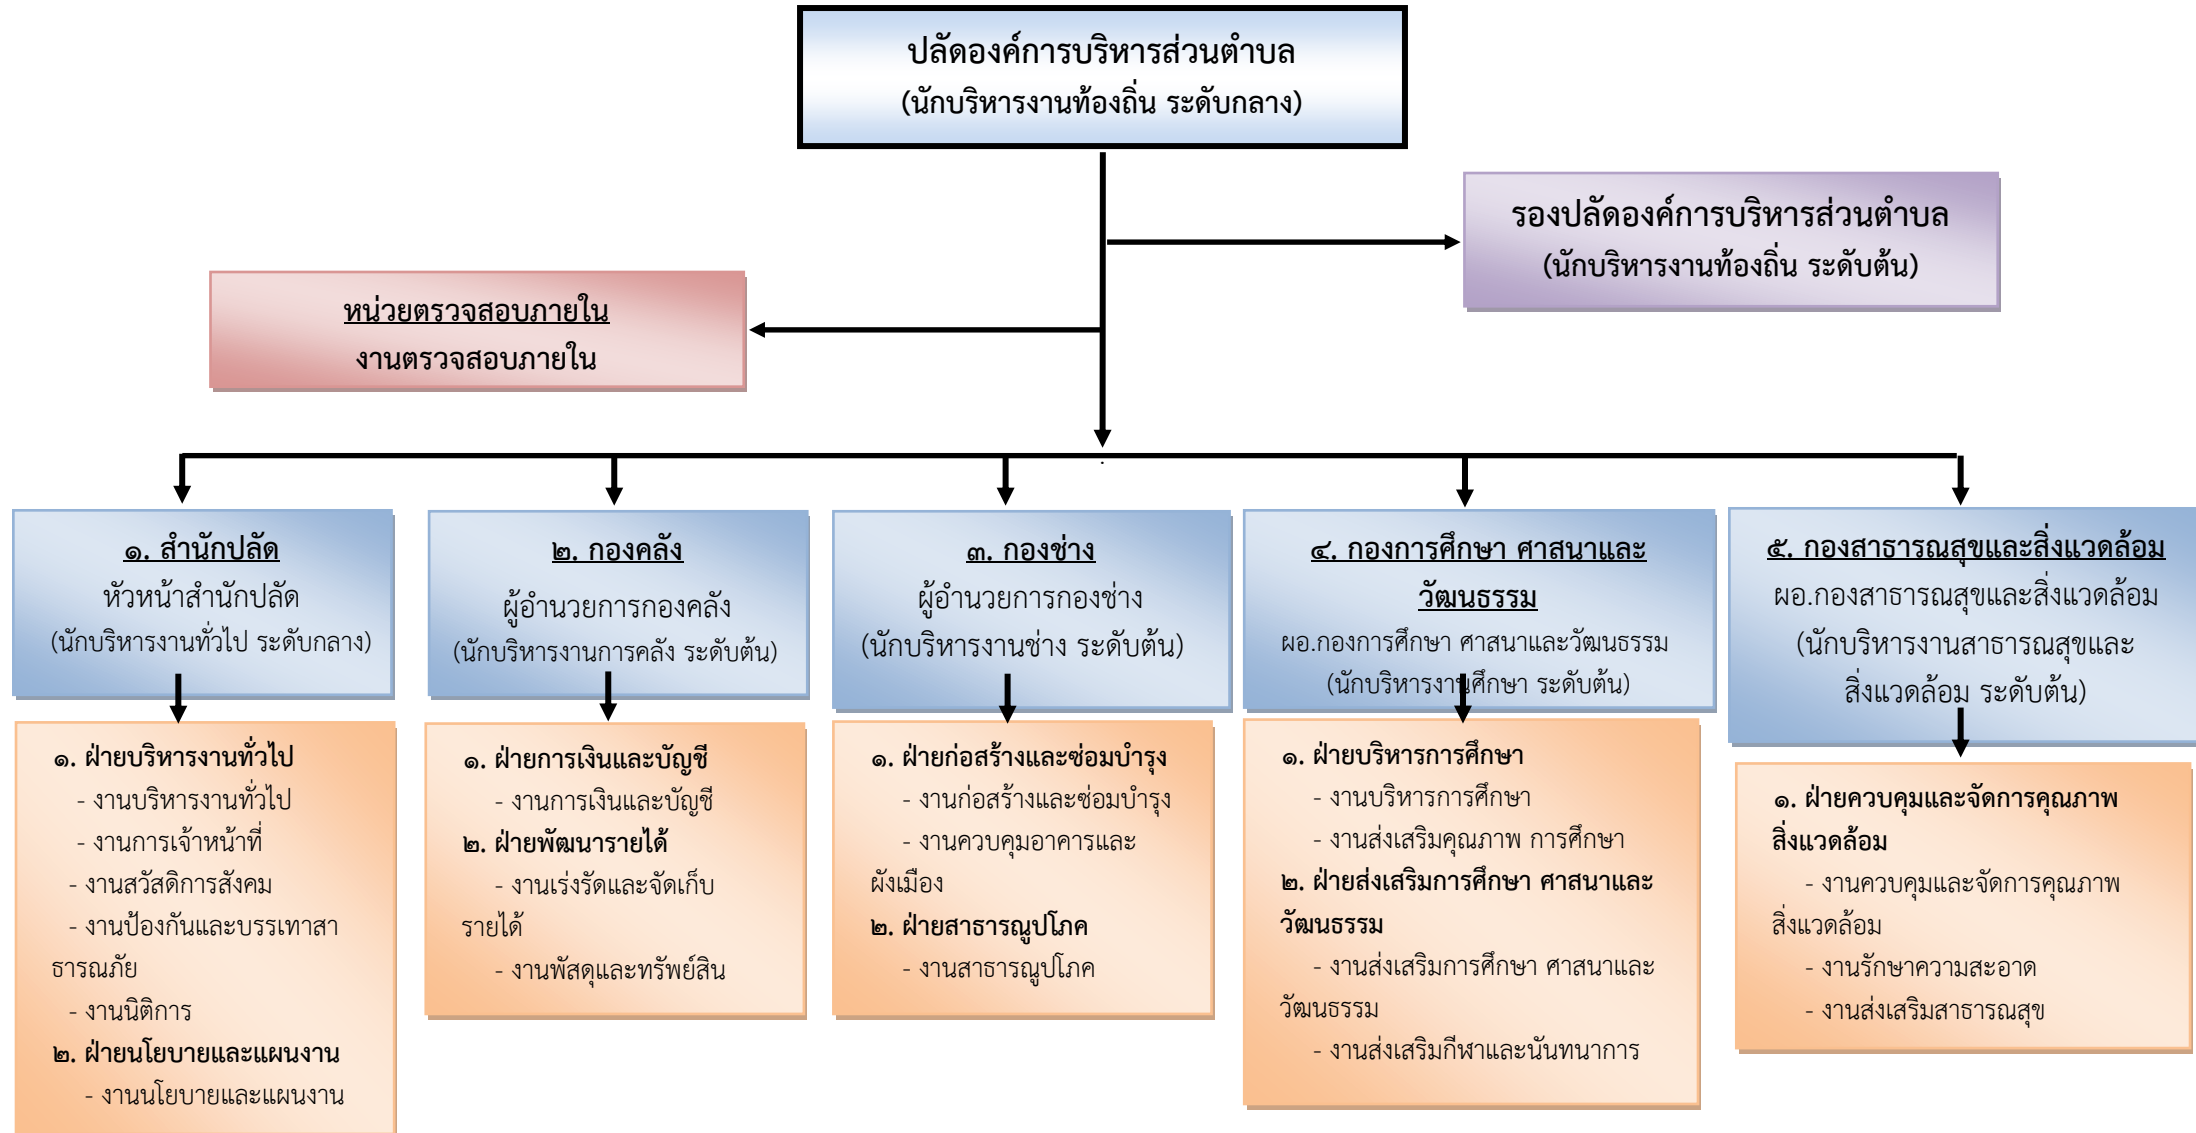 ปลัดองค์การบริหารส่วนตำบล
(นักบริหารงานท้องถิ่น ระดับกลาง)
รองปลัดองค์การบริหารส่วนตำบล
(นักบริหารงานท้องถิ่น ระดับต้น)
หน่วยตรวจสอบภายใน
งานตรวจสอบภายใน
๑. สำนักปลัด
หัวหน้าสำนักปลัด
(นักบริหารงานทั่วไป ระดับกลาง)
๒. กองคลัง
ผู้อำนวยการกองคลัง
(นักบริหารงานการคลัง ระดับต้น)
๓. กองช่าง
ผู้อำนวยการกองช่าง
(นักบริหารงานช่าง ระดับต้น)
๔. กองการศึกษา ศาสนาและ
วัฒนธรรม
ผอ.กองการศึกษา ศาสนาและวัฒนธรรม
(นักบริหารงานศึกษา ระดับต้น)
๕. กองสาธารณสุขและสิ่งแวดล้อม
ผอ.กองสาธารณสุขและสิ่งแวดล้อม
(นักบริหารงานสาธารณสุขและ
สิ่งแวดล้อม ระดับต้น)
๑. ฝ่ายบริหารงานทั่วไป
- งานบริหารงานทั่วไป
- งานการเจ้าหน้าที่
- งานสวัสดิการสังคม
- งานป้องกันและบรรเทาสา
ธารณภัย
- งานนิติการ
๒. ฝ่ายนโยบายและแผนงาน
- งานนโยบายและแผนงาน
๑. ฝ่ายการเงินและบัญชี
- งานการเงินและบัญชี
๒. ฝ่ายพัฒนารายได้
- งานเร่งรัดและจัดเก็บ
รายได้
- งานพัสดุและทรัพย์สิน
๑. ฝ่ายก่อสร้างและซ่อมบำรุง
- งานก่อสร้างและซ่อมบำรุง
- งานควบคุมอาคารและ
ผังเมือง
๒. ฝ่ายสาธารณูปโภค
- งานสาธารณูปโภค
๑. ฝ่ายบริหารการศึกษา
- งานบริหารการศึกษา
- งานส่งเสริมคุณภาพ การศึกษา
๒. ฝ่ายส่งเสริมการศึกษา ศาสนาและ
วัฒนธรรม
- งานส่งเสริมการศึกษา ศาสนาและ
วัฒนธรรม
- งานส่งเสริมกีฬาและนันทนาการ
๑. ฝ่ายควบคุมและจัดการคุณภาพ
สิ่งแวดล้อม
- งานควบคุมและจัดการคุณภาพ
สิ่งแวดล้อม
- งานรักษาความสะอาด
- งานส่งเสริมสาธารณสุข